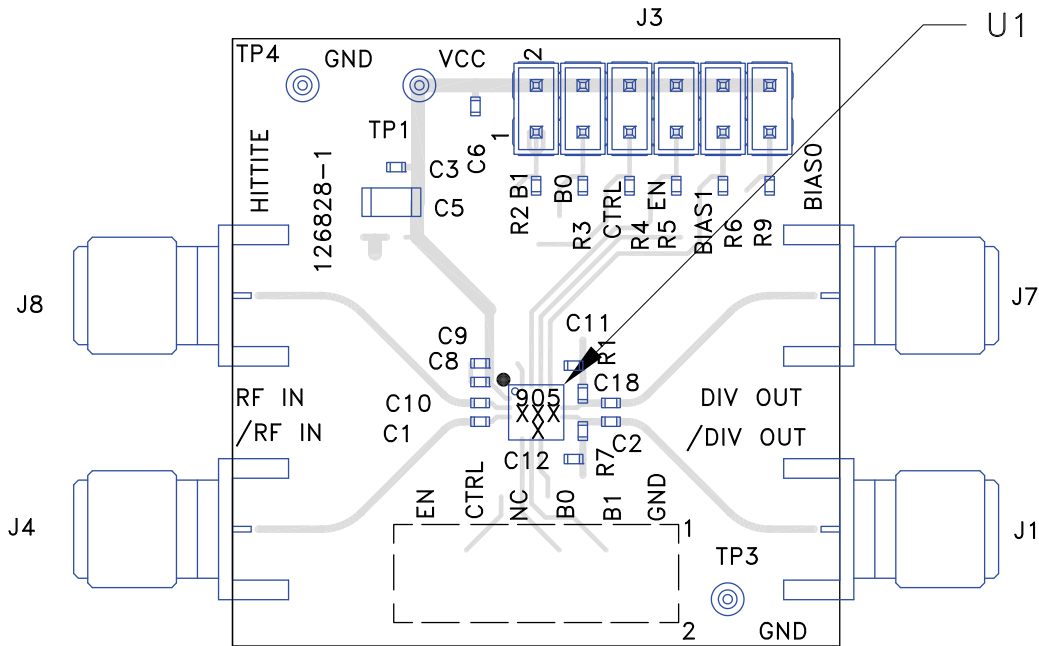 J3
U1
TP4
GND
VCC
2
1
TP1
C6
C3
C5
HITTITE
126828-1
R2
B1
B0
R3
CTRL
R4
R5
EN
BIAS1
R6
R9
BIAS0
J8
J7
C9
C8
C11
R1
C18
905
XXX
X
C10
C1
RF IN
/RF IN
DIV OUT
/DIV OUT
C2
C12
R7
EN
CTRL
NC
B0
B1
GND
J4
J1
1
TP3
2
GND